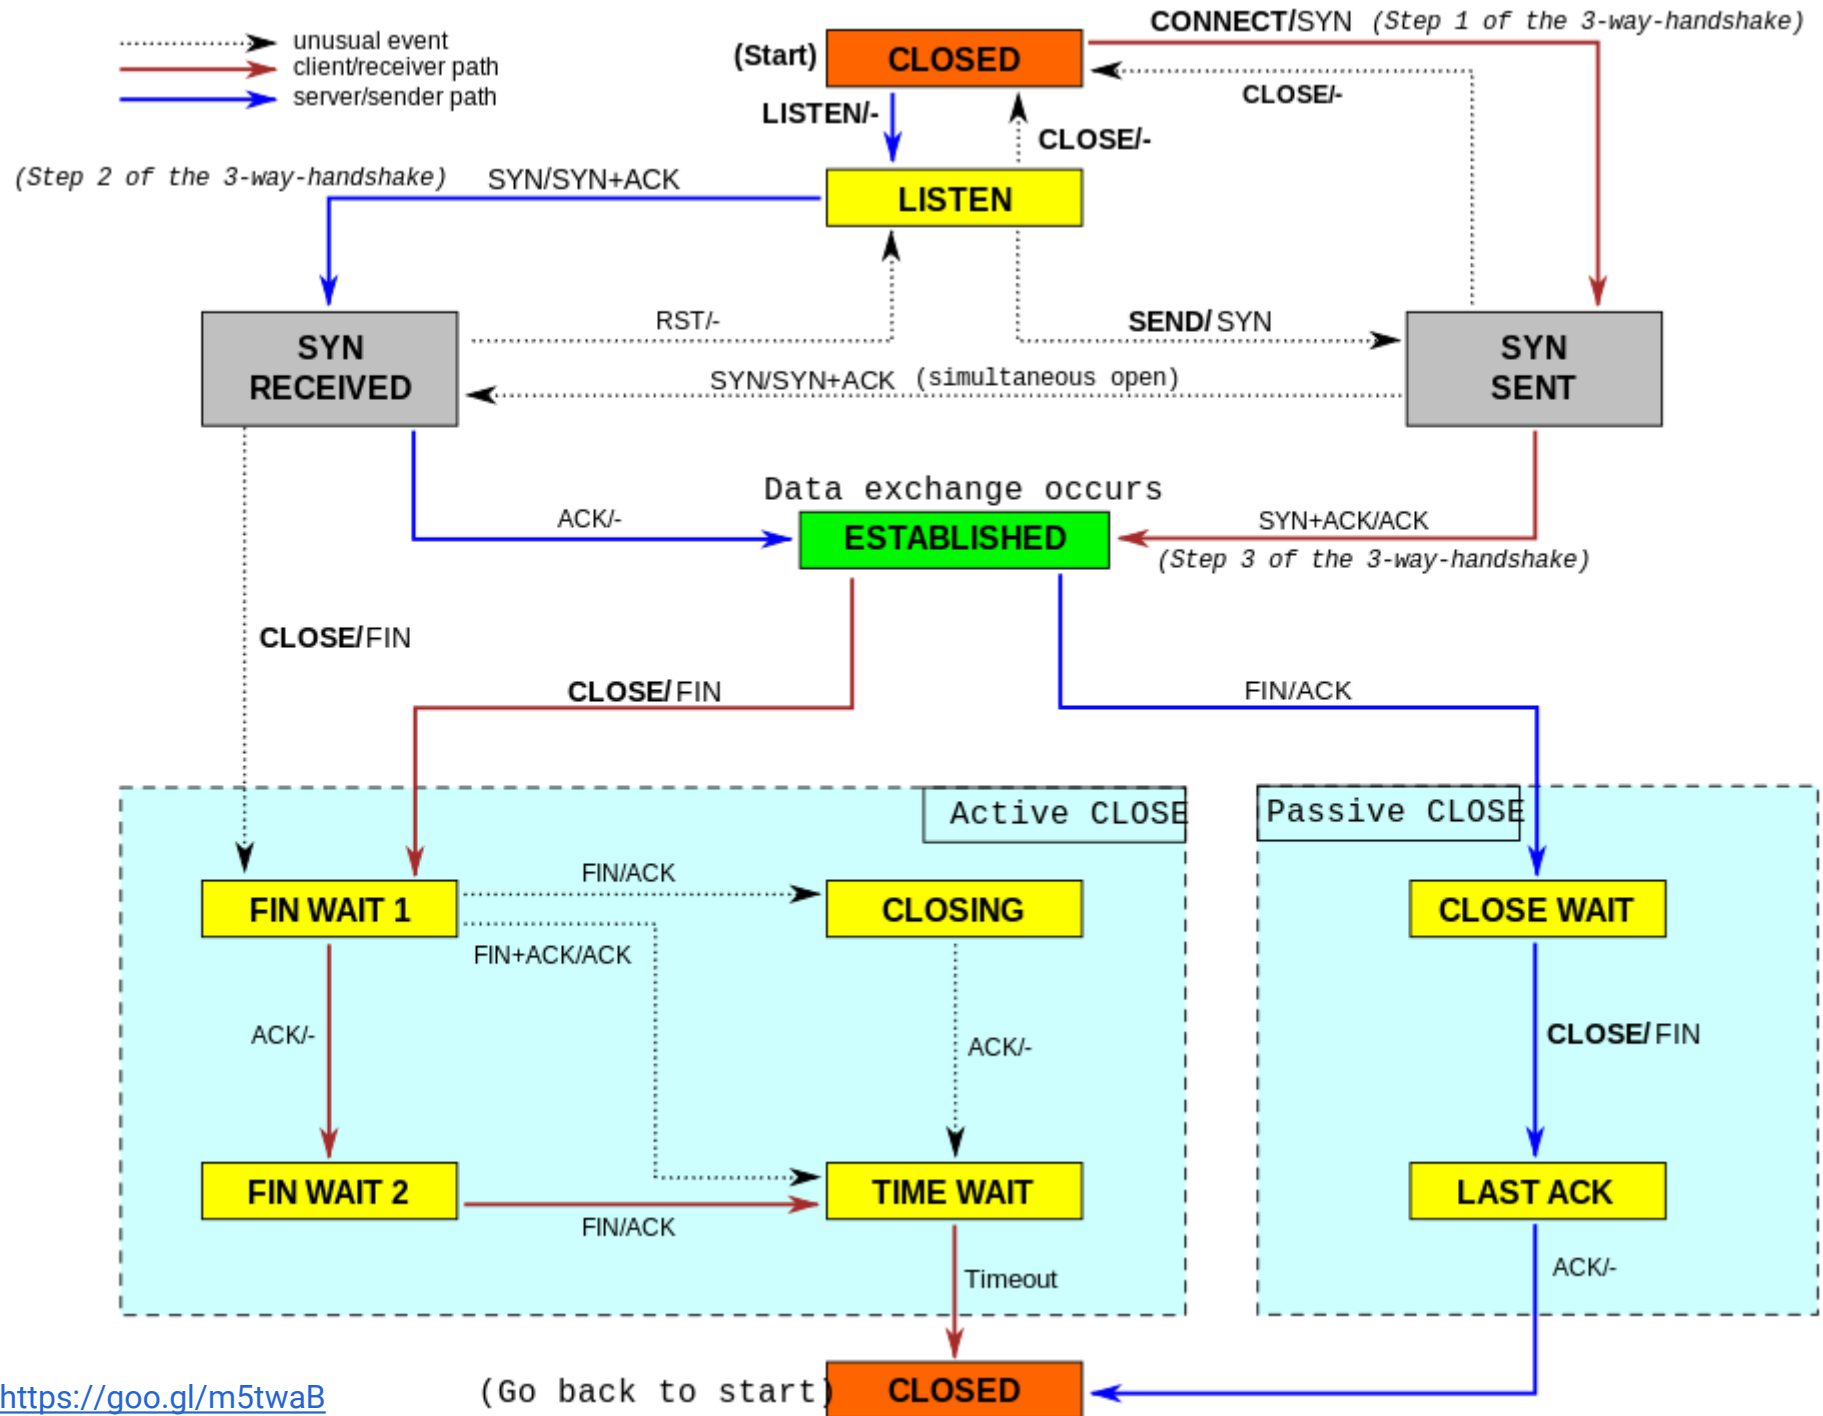 CONNECT/SYN (Step 1 of the 3-way-handshake)
unusual event
client/receiver path
server/sender path
(Start)
CLOSED
CLOSE/-
LISTEN/-
CLOSE/-
(Step 2 of the 3-way-handshake)
SYN/SYN+ACK
LISTEN
SYN
RECEIVED
RST/-
SEND/SYN
SYN
SENT
SYN/SYN+ACK (simultaneous open)
Data exchange occurs
ACK/-
ESTABLISHED
SYN+ACK/ACK
(Step 3 of the 3-way-handshake)
CLOSE/FIN
CLOSE/FIN
FIN/ACK
Active CLOSE
Passive CLOSE
FIN WAIT 1
FIN/ACK
CLOSING
CLOSE WAIT
FIN+ACK/ACK
ACK/-
ACK/-
CLOSE/FIN
FIN WAIT 2
TIME WAIT
LAST ACK
FIN/ACK
Timeout
ACK/-
https://goo.gl/m5twaB
(Go back to start)
CLOSED